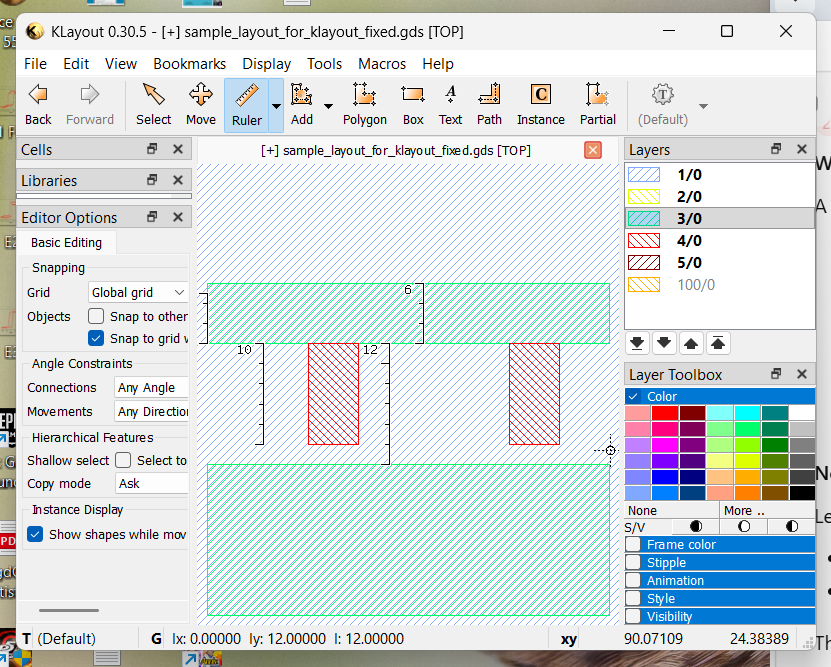 KLayout 0.30.5 - [+] sample_layout_for_klayout_fixed.gds [TOP]
File Edit View Bookmarks Display Tools Macros Help
Back Forward Select Move Ruler Add Polygon Box Text Path Instance Partial (Default)
Cells
Libraries
Editor Options
Basic Editing
Snapping
Grid Global grid
Objects Snap to other
Snap to grid
Angle Constraints
Connections Any Angle
Movements Any Direction
Hierarchical Features
Shallow select Select to
Copy mode Ask
Instance Display
Show shapes while mov
[+] sample_layout_for_klayout_fixed.gds [TOP]
6
10
12
Layers
1/0
2/0
3/0
4/0
5/0
100/0
Layer Toolbox
Color
None More ..
S/V
Frame color
Stipple
Animation
Style
Visibility
T (Default) G lx: 0.00000 ly: 12.00000 l: 12.00000 xy 90.07109 24.38389